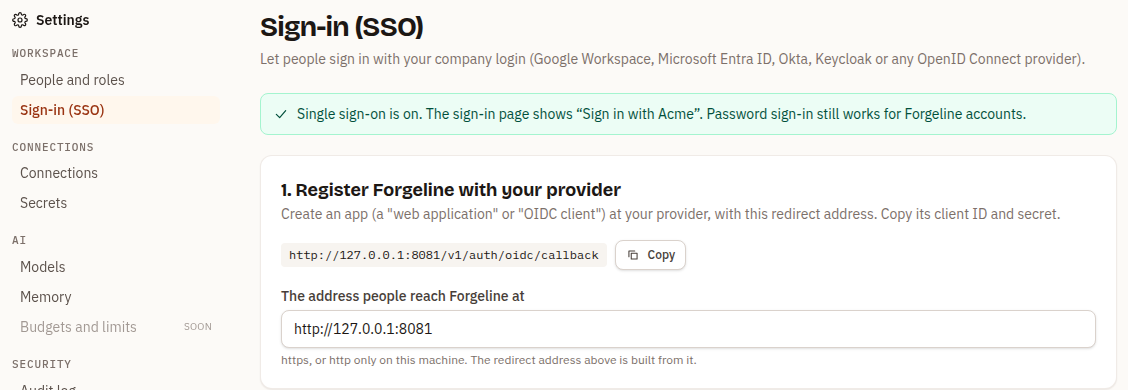 Settings
WORKSPACE
People and roles
Sign-in (SSO)
CONNECTIONS
Connections
Secrets
AI
Models
Memory
Budgets and limits SOON
SECURITY
Audit log
Sign-in (SSO)
Let people sign in with your company login (Google Workspace, Microsoft Entra ID, Okta, Keycloak or any OpenID Connect provider).
Single sign-on is on. The sign-in page shows “Sign in with Acme”. Password sign-in still works for Forgeline accounts.
1. Register Forgeline with your provider
Create an app (a "web application" or "OIDC client") at your provider, with this redirect address. Copy its client ID and secret.
http://127.0.0.1:8081/v1/auth/oidc/callback Copy
The address people reach Forgeline at
http://127.0.0.1:8081
https, or http only on this machine. The redirect address above is built from it.